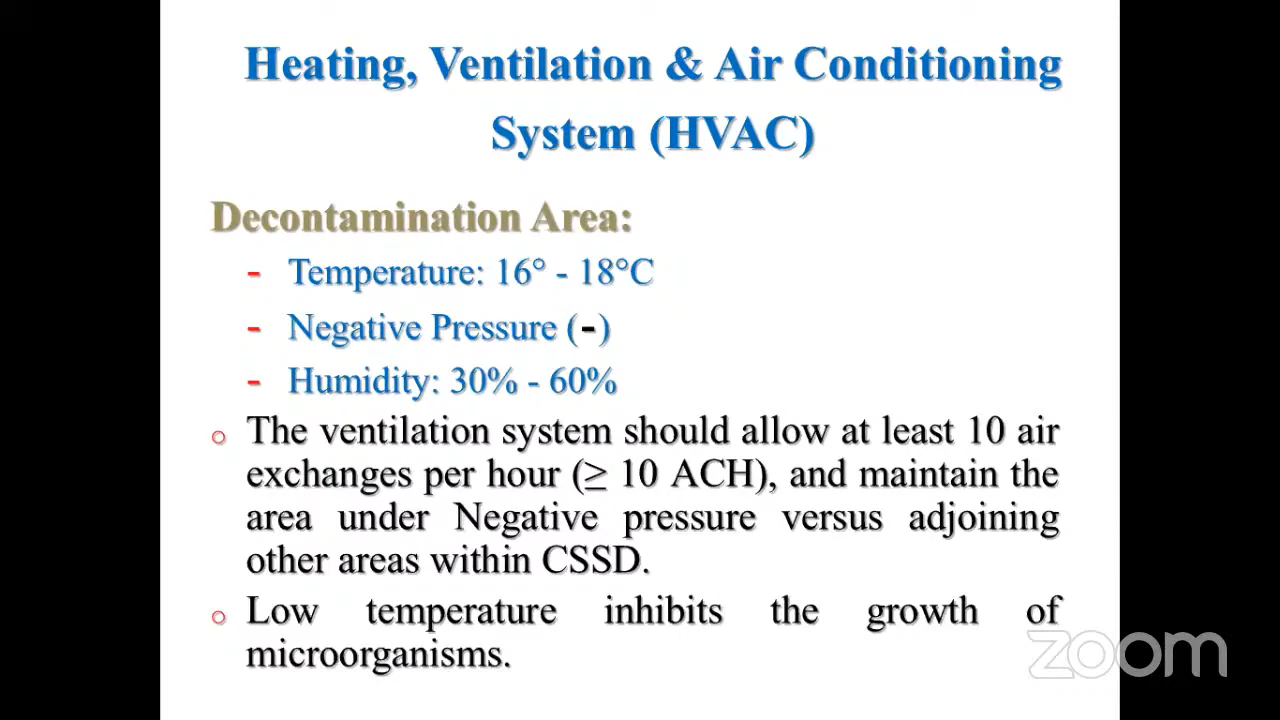 Heating, Ventilation & Air Conditioning
System (HVAC)
Decontamination Area:
- Temperature: 16° - 18°C
- Negative Pressure (-)
- Humidity: 30% - 60%
o The ventilation system should allow at least 10 air
exchanges per hour (≥ 10 ACH), and maintain the
area under Negative pressure versus adjoining
other areas within CSSD.
o Low temperature inhibits the growth of
microorganisms.
zoom